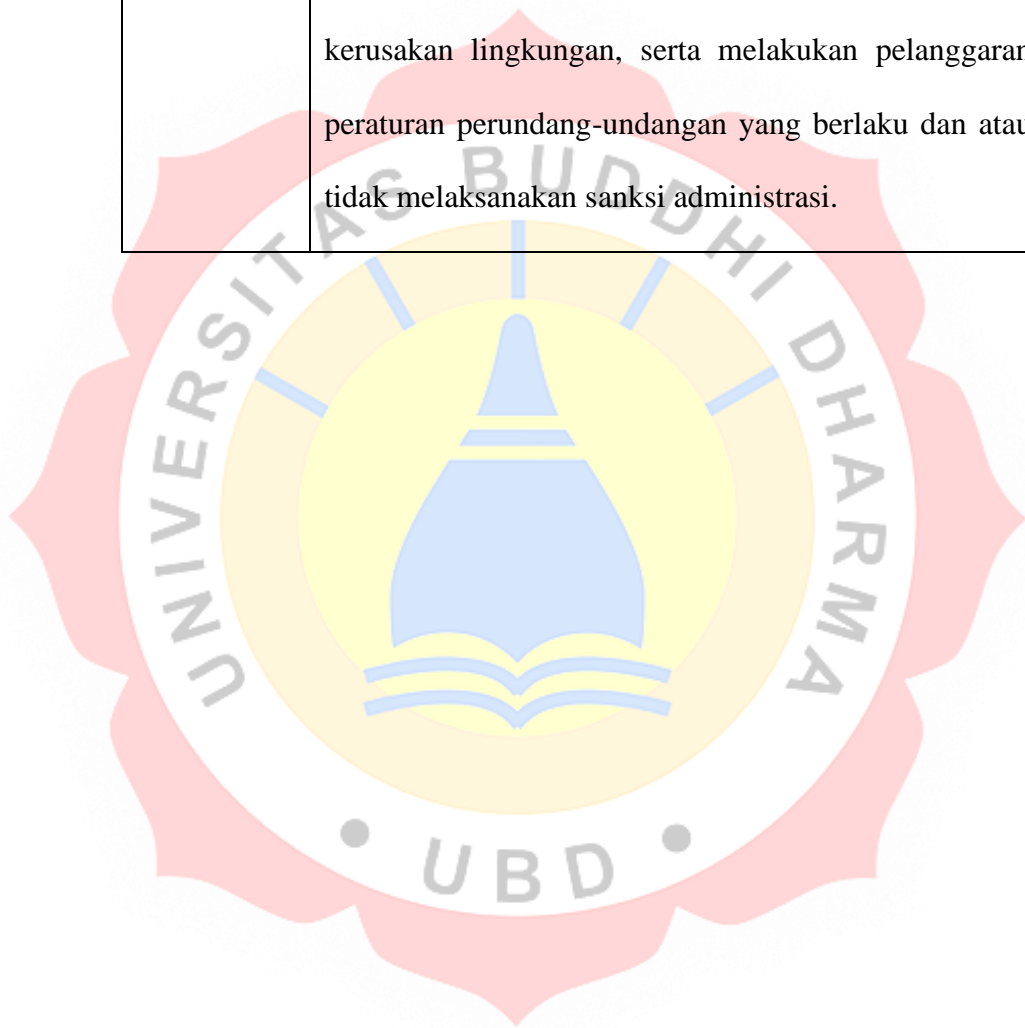 kerusakan lingkungan, serta melakukan pelanggaran
peraturan perundang-undangan yang berlaku dan atau
tidak melaksanakan sanksi administrasi.
UNIVERSITAS BUDDHI DHARMA
• UBD •